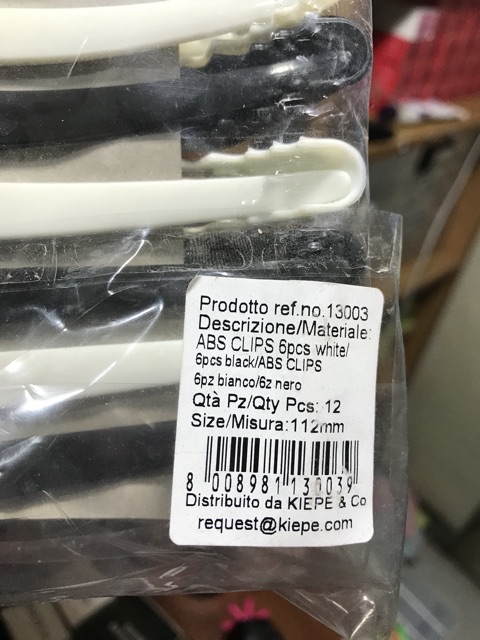 Prodotto ref.no.13003
Descrizione/Materiale:
ABS CLIPS 6pcs white/
6pcs black/ABS CLIPS
6pz bianco/6z nero
Qtà Pz/Qty Pcs: 12
Size/Misura:112mm
8 008981 130039
Distribuito da KIEPE & Co
request@kiepe.com